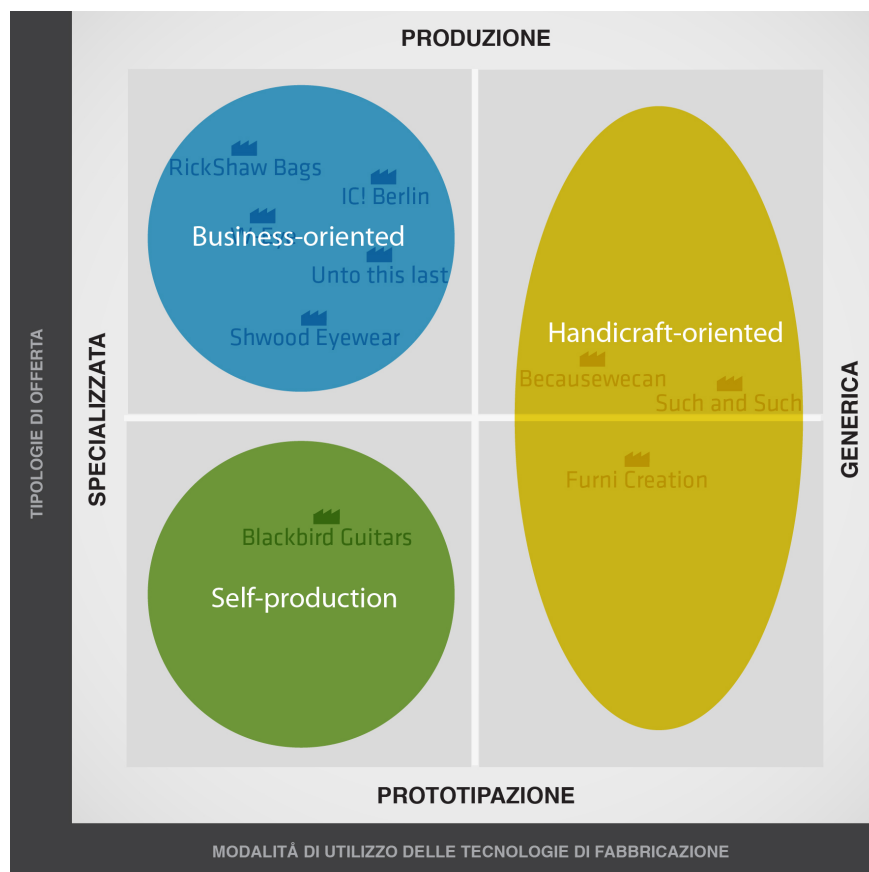 PRODUZIONE
RickShaw Bags
IC! Berlin
Business-oriented
Unto this last
Shwood Eyewear
Handicraft-oriented
Becausewecan
Such and Such
TIPOLOGIE DI OFFERTA
SPECIALIZZATA
GENERICA
Furni Creation
Blackbird Guitars
Self-production
PROTOTIPAZIONE
MODALITÅ DI UTILIZZO DELLE TECNOLOGIE DI FABBRICAZIONE